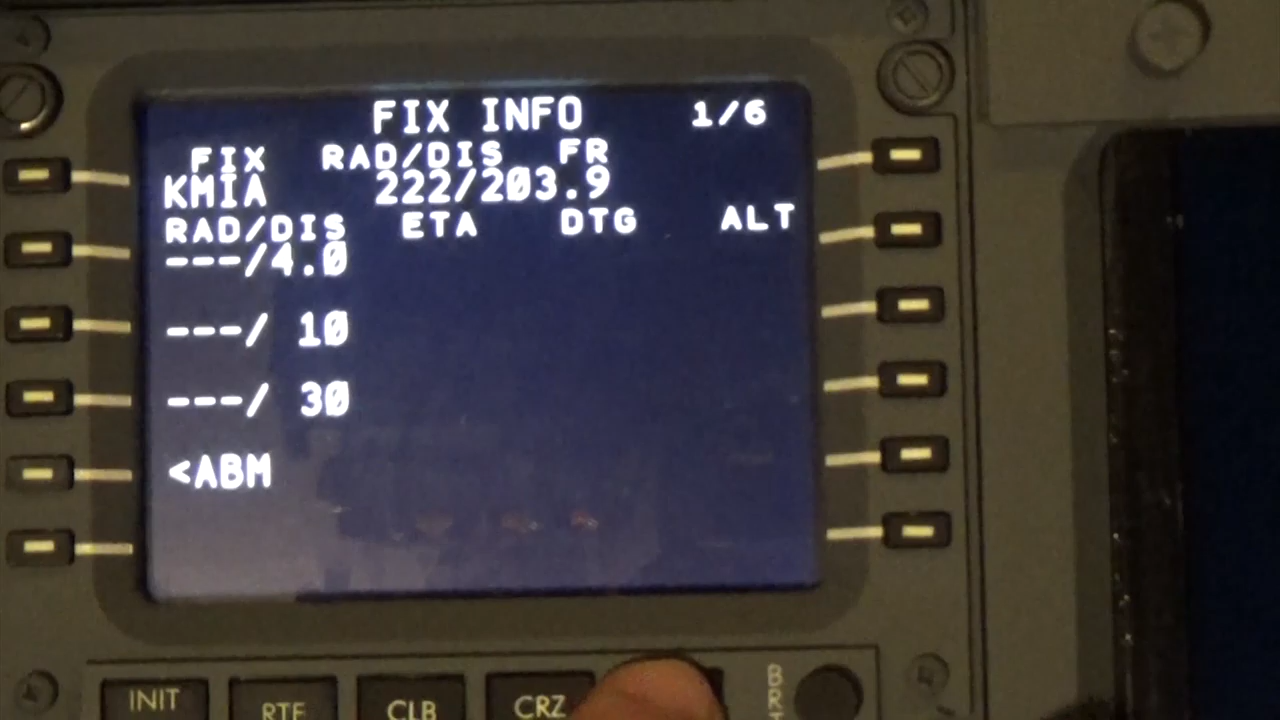 FIX INFO 1/6
FIX RAD/DIS FR
KMIA 222/203.9
RAD/DIS ETA DTG ALT
---/4.0
---/ 10
---/ 30
<ABM
INIT RTE CLB CRZ BRT